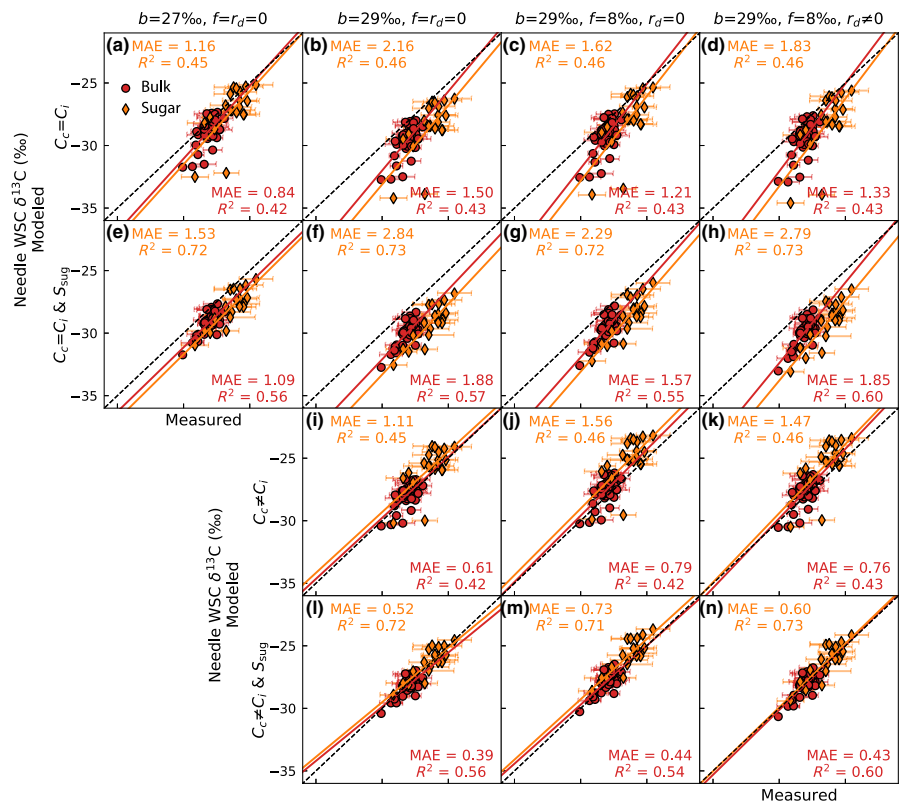 b=27‰, f=r_d=0
b=29‰, f=r_d=0
b=29‰, f=8‰, r_d=0
b=29‰, f=8‰, r_d≠0
Needle WSC δ¹³C (‰)
Modeled
C_c=C_i
(a) MAE = 1.16
R² = 0.45
Bulk
Sugar
MAE = 0.84
R² = 0.42
(b) MAE = 2.16
R² = 0.46
MAE = 1.50
R² = 0.43
(c) MAE = 1.62
R² = 0.46
MAE = 1.21
R² = 0.43
(d) MAE = 1.83
R² = 0.46
MAE = 1.33
R² = 0.43
−25
−30
−35
C_c=C_i & S_sug
(e) MAE = 1.53
R² = 0.72
MAE = 1.09
R² = 0.56
(f) MAE = 2.84
R² = 0.73
MAE = 1.88
R² = 0.57
(g) MAE = 2.29
R² = 0.72
MAE = 1.57
R² = 0.55
(h) MAE = 2.79
R² = 0.73
MAE = 1.85
R² = 0.60
−25
−30
−35
Measured
Needle WSC δ¹³C (‰)
Modeled
C_c≠C_i
(i) MAE = 1.11
R² = 0.45
MAE = 0.61
R² = 0.42
(j) MAE = 1.56
R² = 0.46
MAE = 0.79
R² = 0.42
(k) MAE = 1.47
R² = 0.46
MAE = 0.76
R² = 0.43
−25
−30
−35
C_c≠C_i & S_sug
(l) MAE = 0.52
R² = 0.72
MAE = 0.39
R² = 0.56
(m) MAE = 0.73
R² = 0.71
MAE = 0.44
R² = 0.54
(n) MAE = 0.60
R² = 0.73
MAE = 0.43
R² = 0.60
−25
−30
−35
Measured